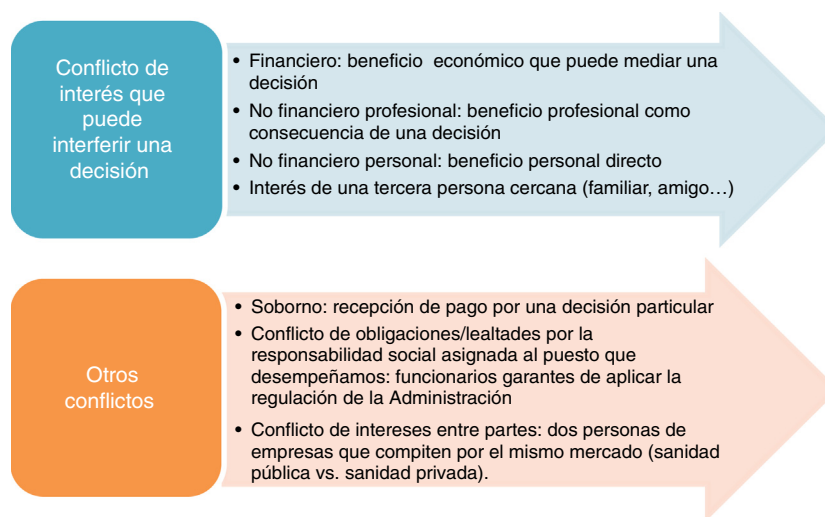 Conflicto de
interés que
puede
interferir una
decisión
• Financiero: beneficio económico que puede mediar una
decisión
• No financiero profesional: beneficio profesional como
consecuencia de una decisión
• No financiero personal: beneficio personal directo
• Interés de una tercera persona cercana (familiar, amigo…)
Otros
conflictos
• Soborno: recepción de pago por una decisión particular
• Conflicto de obligaciones/lealtades por la
responsabilidad social asignada al puesto que
desempeñamos: funcionarios garantes de aplicar la
regulación de la Administración
• Conflicto de intereses entre partes: dos personas de
empresas que compiten por el mismo mercado (sanidad
pública vs. sanidad privada).